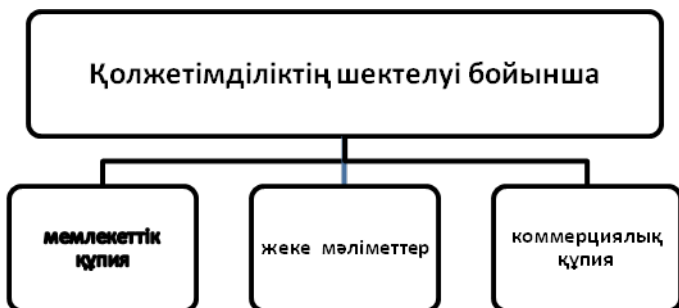 Қолжетімділіктің шектелуі бойынша
мемлекеттік
құпия
жеке мәліметтер
коммерциялық
құпия